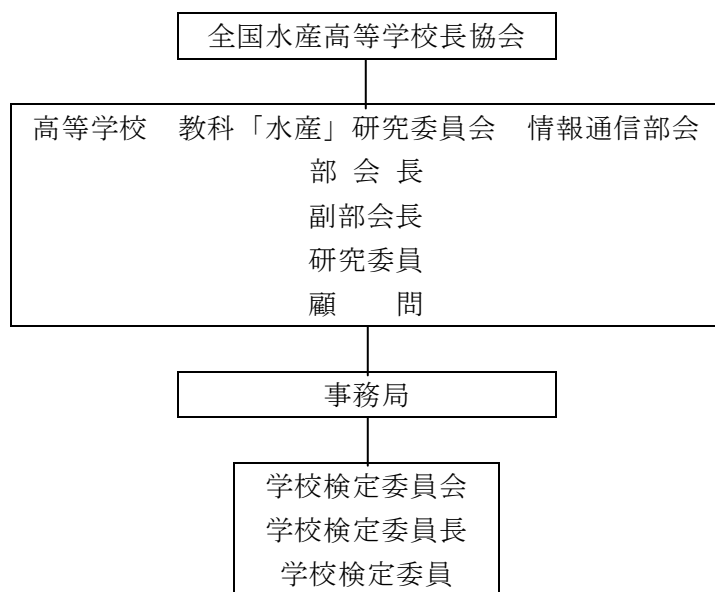 全国水産高等学校長協会
高等学校　教科「水産」研究委員会　情報通信部会
部 会 長
副部会長
研究委員
顧　　問
事務局
学校検定委員会
学校検定委員長
学校検定委員